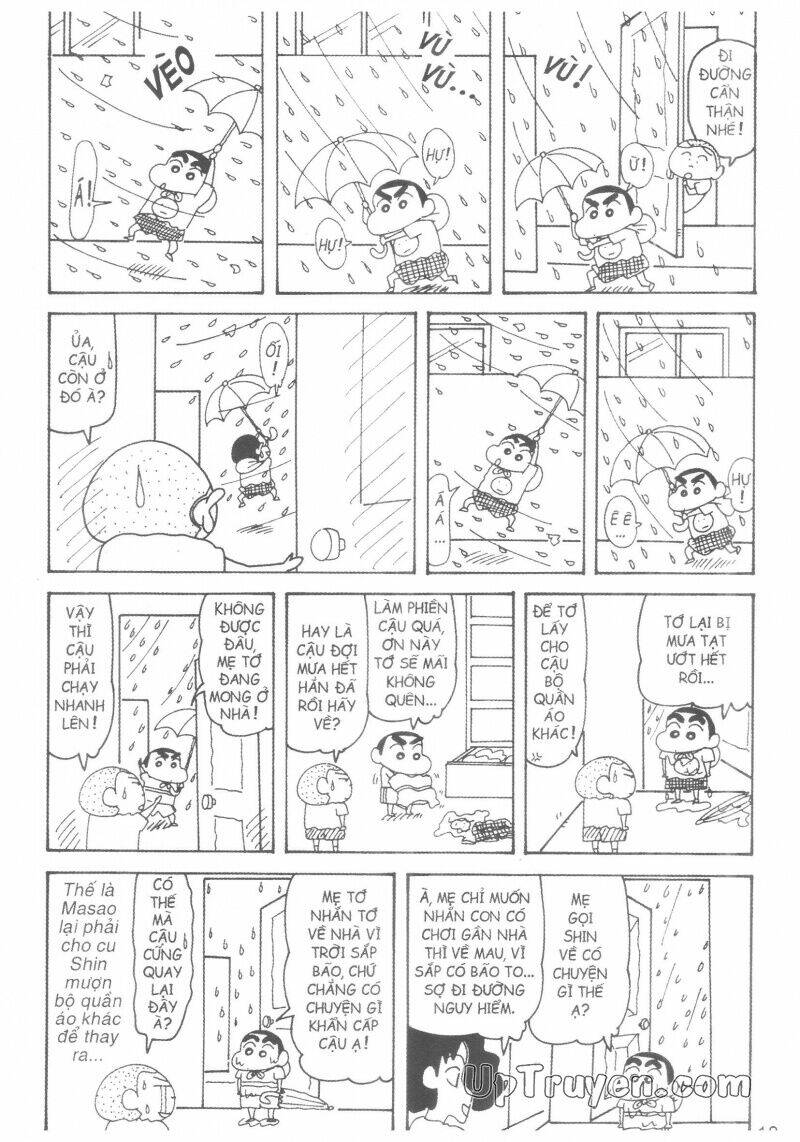 ĐI
ĐƯỜNG
CẨN
THẬN
NHÉ!
Ừ!
VÙ!
VÙ
VÙ...
HỰ!
HỰ!
VÈO
Á!
HỰ!
Ê Ê
...
Á
Á...
ỐI
!
ỦA,
CẬU
CÒN Ở
ĐÓ À?
TỚ LẠI BỊ
MƯA TẠT
ƯỚT HẾT
RỒI...
ĐỂ TỚ
LẤY CHO
CẬU BỘ
QUẦN ÁO
KHÁC!
LÀM PHIỀN
CẬU QUÁ,
ƠN NÀY
TỚ SẼ MÃI
KHÔNG
QUÊN...
HAY LÀ
CẬU ĐỢI
MƯA HẾT
HẲN ĐÃ
RỒI HÃY
VỀ?
KHÔNG
ĐƯỢC
ĐÂU,
MẸ TỚ
ĐANG
MONG Ở
NHÀ!
VẬY
THÌ
CẬU
PHẢI
CHẠY
NHANH
LÊN!
MẸ
GỌI
SHIN
VỀ CÓ
CHUYỆN
GÌ THẾ
Ạ?
À, MẸ CHỈ MUỐN
NHẮN CON CÓ
CHƠI GẦN NHÀ
THÌ VỀ MAU, VÌ
SẮP CÓ BÃO TO...
SỢ ĐI ĐƯỜNG
NGUY HIỂM.
MẸ TỚ
NHẮN TỚ
VỀ NHÀ VÌ
TRỜI SẮP
BÃO, CHỨ
CHẲNG CÓ
CHUYỆN GÌ
KHẨN CẤP
CẬU Ạ!
CÓ
THẾ
MÀ
CẬU
CŨNG
QUAY
LẠI ĐÂY
À?
Thế là
Masao
lại phải
cho cu
Shin
mượn
bộ quần
áo khác
để thay
ra...
UpTruyen.com